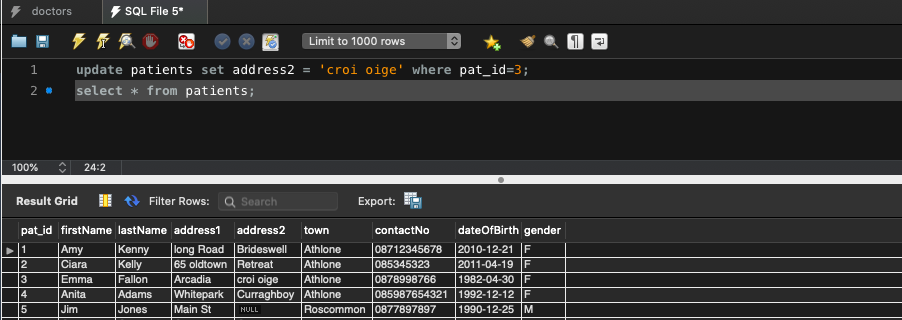 doctors SQL File 5*
Limit to 1000 rows
1 update patients set address2 = 'croi oige' where pat_id=3;
2 select * from patients;
100% 24:2
Result Grid Filter Rows: Search Export:
pat_id firstName lastName address1 address2 town contactNo dateOfBirth gender
1 Amy Kenny long Road Brideswell Athlone 08712345678 2010-12-21 F
2 Ciara Kelly 65 oldtown Retreat Athlone 085345323 2011-04-19 F
3 Emma Fallon Arcadia croi oige Athlone 0878998766 1982-04-30 F
4 Anita Adams Whitepark Curraghboy Athlone 085987654321 1992-12-12 F
5 Jim Jones Main St NULL Roscommon 0877897897 1990-12-25 M